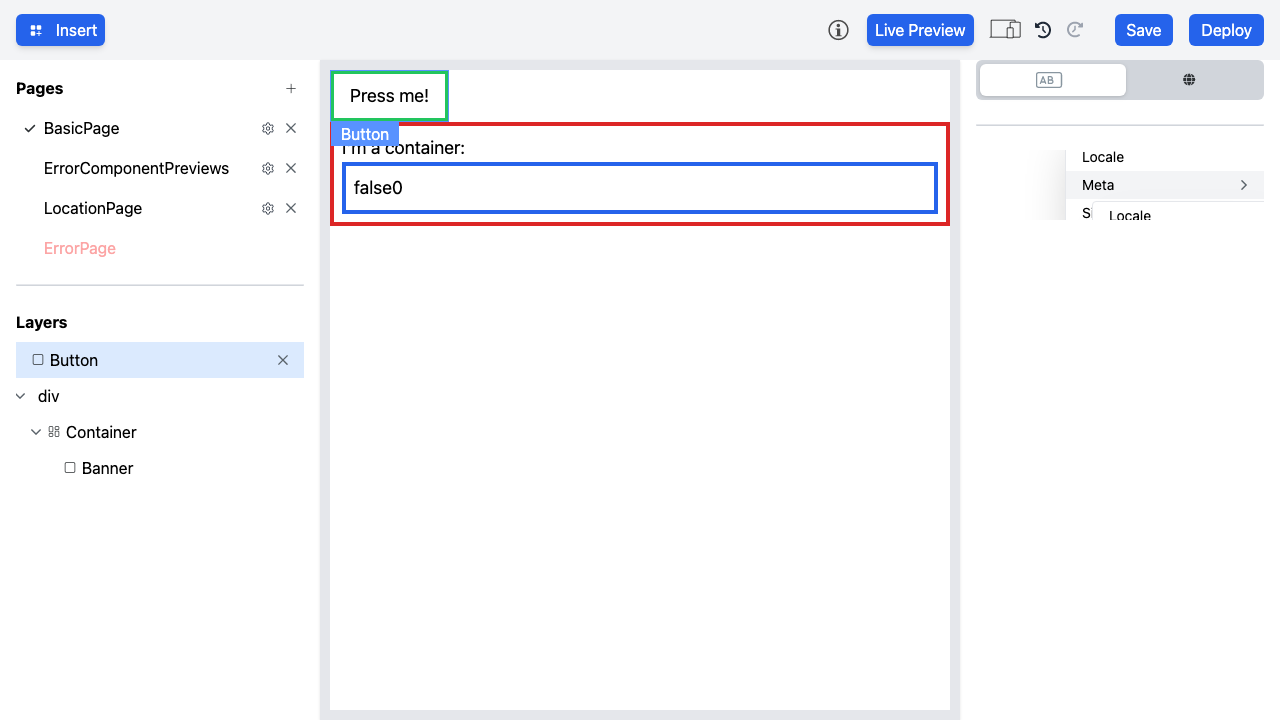 Insert
Live Preview
Save
Deploy
Pages
BasicPage
ErrorComponentPreviews
LocationPage
ErrorPage
Layers
Button
div
Container
Banner
Press me!
Button
I'm a container:
false0
AB
Locale
Meta
Locale